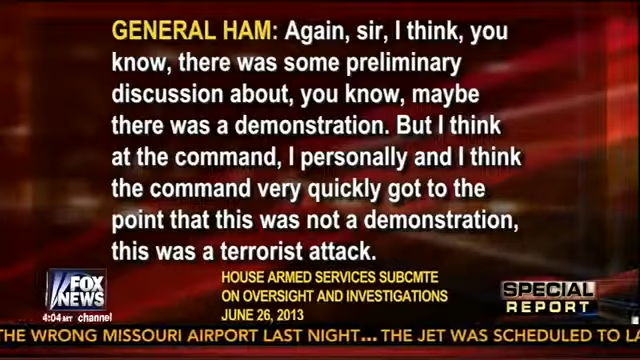 GENERAL HAM: Again, sir, I think, you
know, there was some preliminary
discussion about, you know, maybe
there was a demonstration. But I think
at the command, I personally and I think
the command very quickly got to the
point that this was not a demonstration,
this was a terrorist attack.
HOUSE ARMED SERVICES SUBCMTE
ON OVERSIGHT AND INVESTIGATIONS
JUNE 26, 2013
FOX
NEWS
channel
4:04 MT
SPECIAL
REPORT
THE WRONG MISSOURI AIRPORT LAST NIGHT... THE JET WAS SCHEDULED TO LA